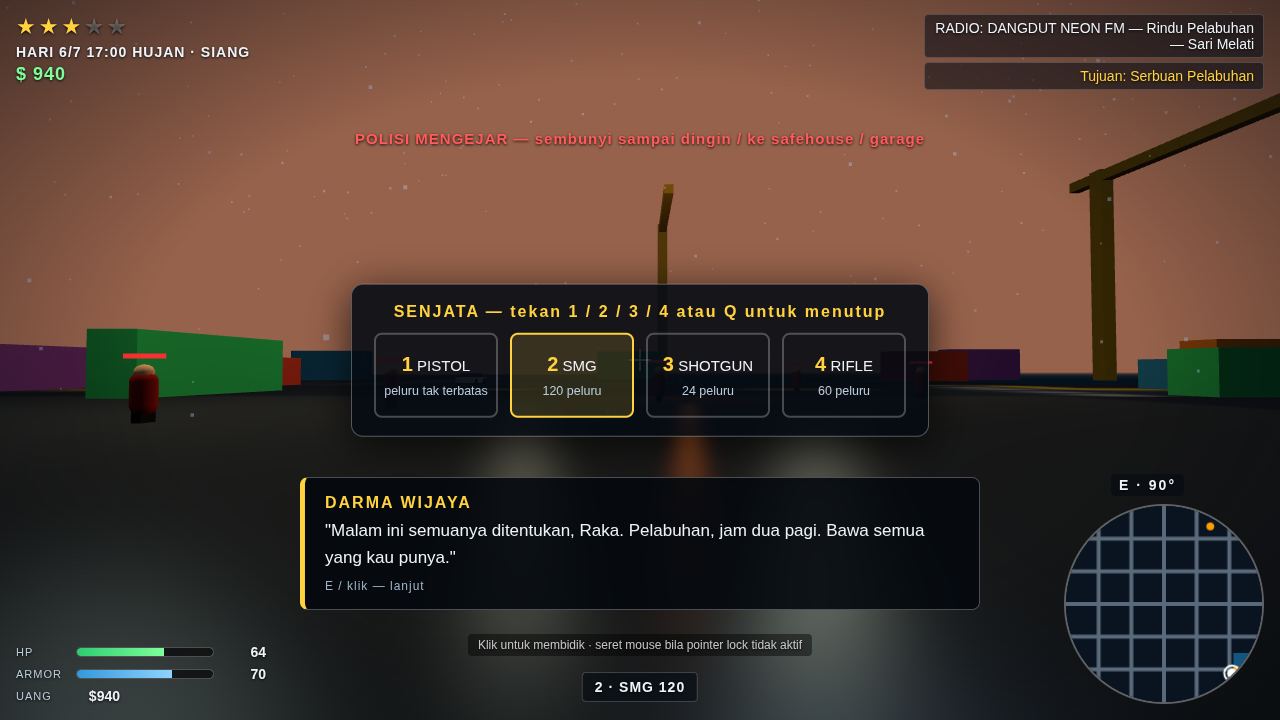 HARI 6/7 17:00 HUJAN · SIANG
$ 940
RADIO: DANGDUT NEON FM — Rindu Pelabuhan
— Sari Melati
Tujuan: Serbuan Pelabuhan
POLISI MENGEJAR — sembunyi sampai dingin / ke safehouse / garage
SENJATA — tekan 1 / 2 / 3 / 4 atau Q untuk menutup
1 PISTOL
peluru tak terbatas
2 SMG
120 peluru
3 SHOTGUN
24 peluru
4 RIFLE
60 peluru
DARMA WIJAYA
"Malam ini semuanya ditentukan, Raka. Pelabuhan, jam dua pagi. Bawa semua
yang kau punya."
E / klik — lanjut
E · 90°
Klik untuk membidik · seret mouse bila pointer lock tidak aktif
HP 64
ARMOR 70
UANG $940
2 · SMG 120